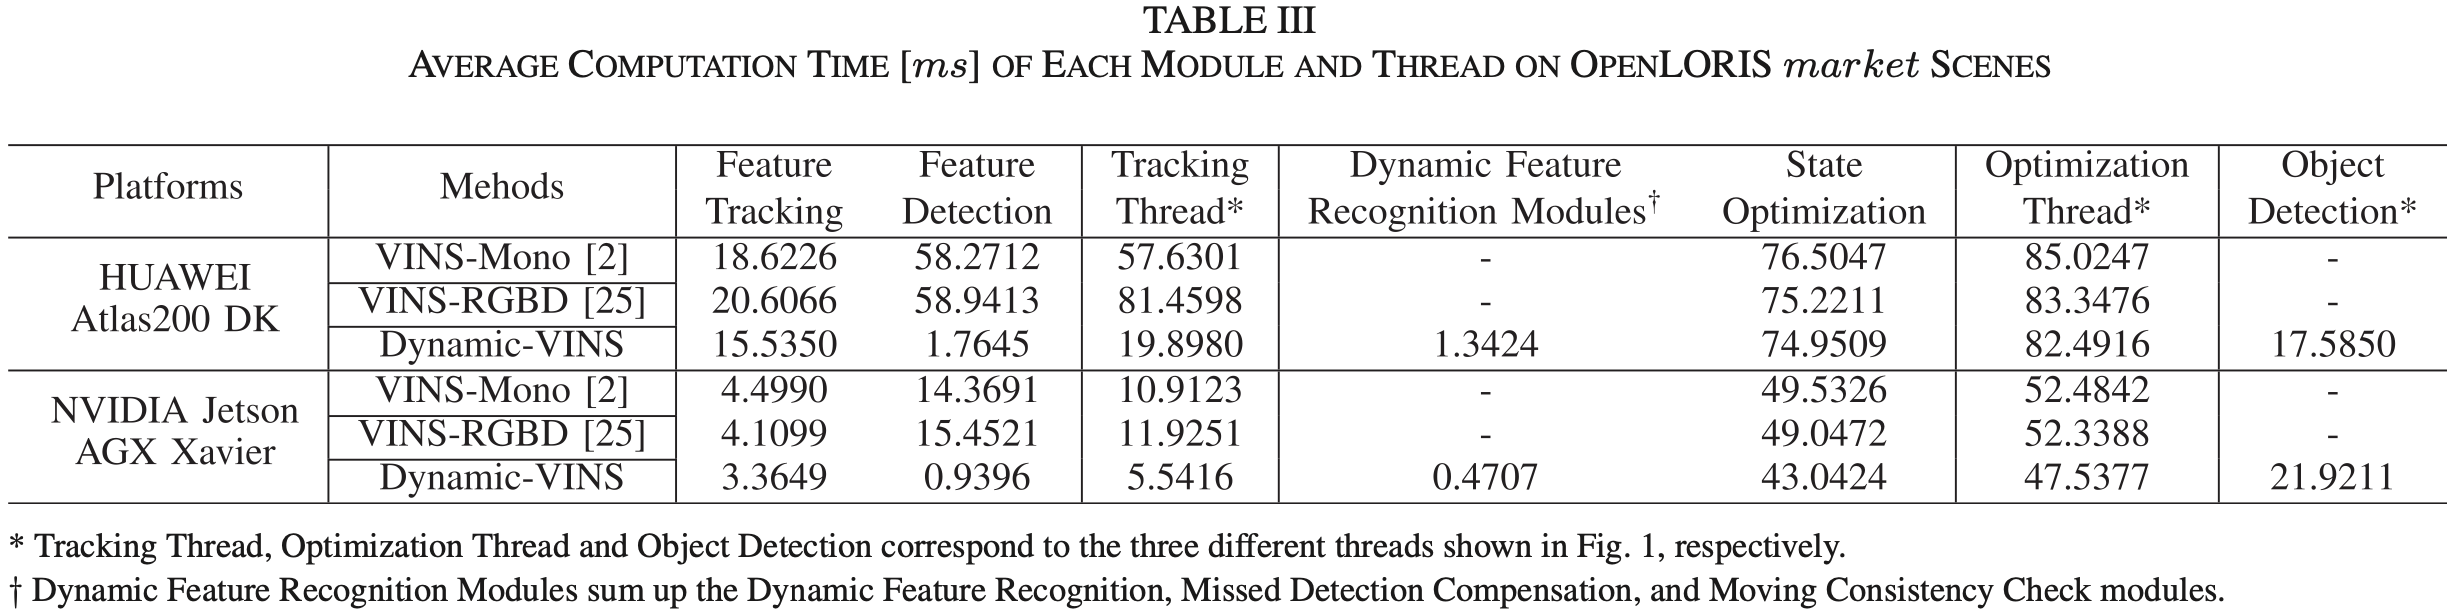 TABLE III
AVERAGE COMPUTATION TIME [ms] OF EACH MODULE AND THREAD ON OPENLORIS market SCENES
Platforms Mehods Feature Tracking Feature Detection Tracking Thread* Dynamic Feature Recognition Modules† State Optimization Optimization Thread* Object Detection*
HUAWEI Atlas200 DK VINS-Mono [2] 18.6226 58.2712 57.6301 - 76.5047 85.0247 -
VINS-RGBD [25] 20.6066 58.9413 81.4598 - 75.2211 83.3476 -
Dynamic-VINS 15.5350 1.7645 19.8980 1.3424 74.9509 82.4916 17.5850
NVIDIA Jetson AGX Xavier VINS-Mono [2] 4.4990 14.3691 10.9123 - 49.5326 52.4842 -
VINS-RGBD [25] 4.1099 15.4521 11.9251 - 49.0472 52.3388 -
Dynamic-VINS 3.3649 0.9396 5.5416 0.4707 43.0424 47.5377 21.9211
* Tracking Thread, Optimization Thread and Object Detection correspond to the three different threads shown in Fig. 1, respectively.
† Dynamic Feature Recognition Modules sum up the Dynamic Feature Recognition, Missed Detection Compensation, and Moving Consistency Check modules.